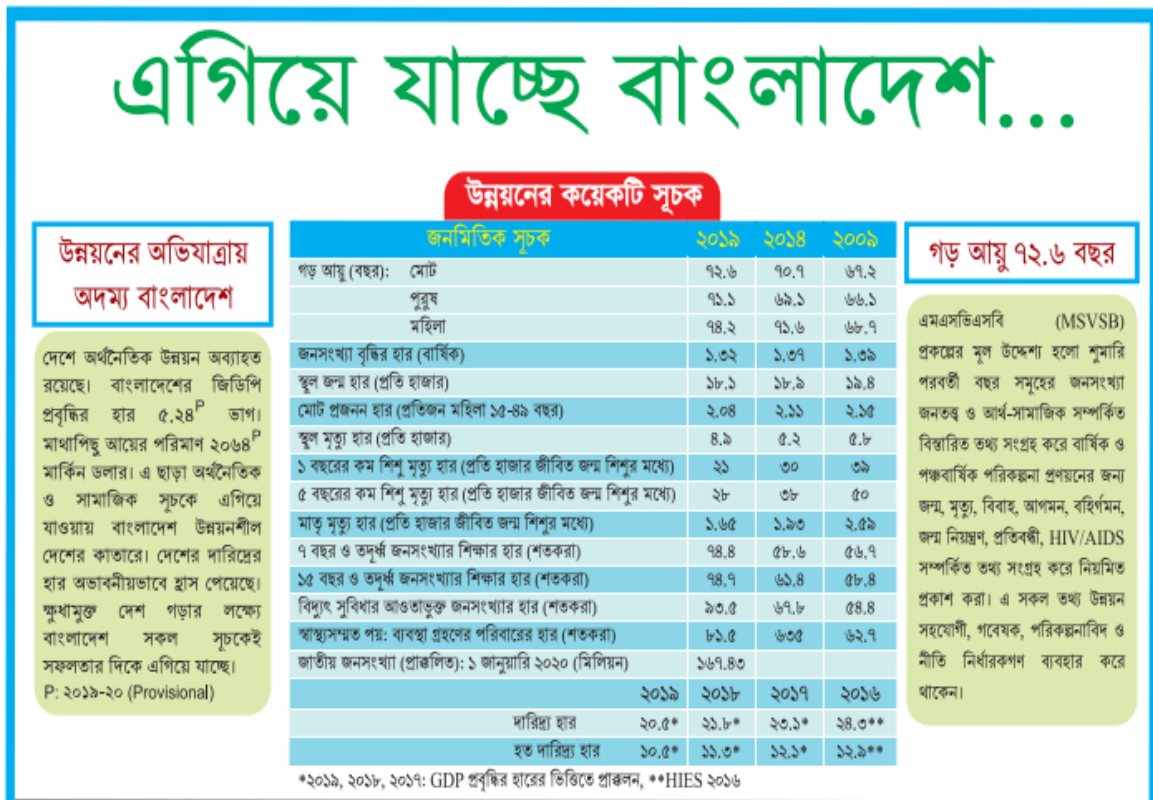 এগিয়ে যাচ্ছে বাংলাদেশ...
উন্নয়নের অভিযাত্রায়
অদম্য বাংলাদেশ
দেশে অর্থনৈতিক উন্নয়ন অব্যাহত
রয়েছে। বাংলাদেশের জিডিপি
প্রবৃদ্ধির হার ৫.২৪P ভাগ।
মাথাপিছু আয়ের পরিমাণ ২০৬৪P
মার্কিন ডলার। এ ছাড়া অর্থনৈতিক
ও সামাজিক সূচকে এগিয়ে
যাওয়ায় বাংলাদেশ উন্নয়নশীল
দেশের কাতারে। দেশের দারিদ্রের
হার অভাবনীয়ভাবে হ্রাস পেয়েছে।
ক্ষুধামুক্ত দেশ গড়ার লক্ষ্যে
বাংলাদেশ সকল সূচকেই
সফলতার দিকে এগিয়ে যাচ্ছে।
P: ২০১৯-২০ (Provisional)
উন্নয়নের কয়েকটি সূচক
জনমিতিক সূচক ২০১৯ ২০১৪ ২০০৯
গড় আয়ু (বছর): মোট ৭২.৬ ৭০.৭ ৬৭.২
পুরুষ ৭১.১ ৬৯.১ ৬৬.১
মহিলা ৭৪.২ ৭১.৬ ৬৮.৭
জনসংখ্যা বৃদ্ধির হার (বার্ষিক) ১.৩২ ১.৩৭ ১.৩৯
স্থুল জন্ম হার (প্রতি হাজার) ১৮.১ ১৮.৯ ১৯.৪
মোট প্রজনন হার (প্রতিজন মহিলা ১৫-৪৯ বছর) ২.০৪ ২.১১ ২.১৫
স্থুল মৃত্যু হার (প্রতি হাজার) ৪.৯ ৫.২ ৫.৮
১ বছরের কম শিশু মৃত্যু হার (প্রতি হাজার জীবিত জন্ম শিশুর মধ্যে) ২১ ৩০ ৩৯
৫ বছরের কম শিশু মৃত্যু হার (প্রতি হাজার জীবিত জন্ম শিশুর মধ্যে) ২৮ ৩৮ ৫০
মাতৃ মৃত্যু হার (প্রতি হাজার জীবিত জন্ম শিশুর মধ্যে) ১.৬৫ ১.৯৩ ২.৫৯
৭ বছর ও তদূর্ধ্ব জনসংখ্যার শিক্ষার হার (শতকরা) ৭৪.৪ ৫৮.৬ ৫৬.৭
১৫ বছর ও তদূর্ধ্ব জনসংখ্যার শিক্ষার হার (শতকরা) ৭৪.৭ ৬১.৪ ৫৮.৪
বিদ্যুৎ সুবিধার আওতাভুক্ত জনসংখ্যার হার (শতকরা) ৯৩.৫ ৬৭.৮ ৫৪.৪
স্বাস্থ্যসম্মত পয়: ব্যবস্থা গ্রহণের পরিবারের হার (শতকরা) ৮১.৫ ৬৩৫ ৬২.৭
জাতীয় জনসংখ্যা (প্রাক্কলিত): ১ জানুয়ারি ২০২০ (মিলিয়ন) ১৬৭.৪৩
২০১৯ ২০১৮ ২০১৭ ২০১৬
দারিদ্র্য হার ২০.৫* ২১.৮* ২৩.১* ২৪.৩**
হত দারিদ্র্য হার ১০.৫* ১১.৩* ১২.১* ১২.৯**
*২০১৯, ২০১৮, ২০১৭: GDP প্রবৃদ্ধির হারের ভিত্তিতে প্রাক্কলন, **HIES ২০১৬
গড় আয়ু ৭২.৬ বছর
এমএসভিএসবি (MSVSB)
প্রকল্পের মূল উদ্দেশ্য হলো শুমারি
পরবর্তী বছর সমূহের জনসংখ্যা
জনতত্ত্ব ও আর্থ-সামাজিক সম্পর্কিত
বিস্তারিত তথ্য সংগ্রহ করে বার্ষিক ও
পঞ্চবার্ষিক পরিকল্পনা প্রণয়নের জন্য
জন্ম, মৃত্যু, বিবাহ, আগমন, বহির্গমন,
জন্ম নিয়ন্ত্রণ, প্রতিবন্ধী, HIV/AIDS
সম্পর্কিত তথ্য সংগ্রহ করে নিয়মিত
প্রকাশ করা। এ সকল তথ্য উন্নয়ন
সহযোগী, গবেষক, পরিকল্পনাবিদ ও
নীতি নির্ধারকগণ ব্যবহার করে
থাকেন।